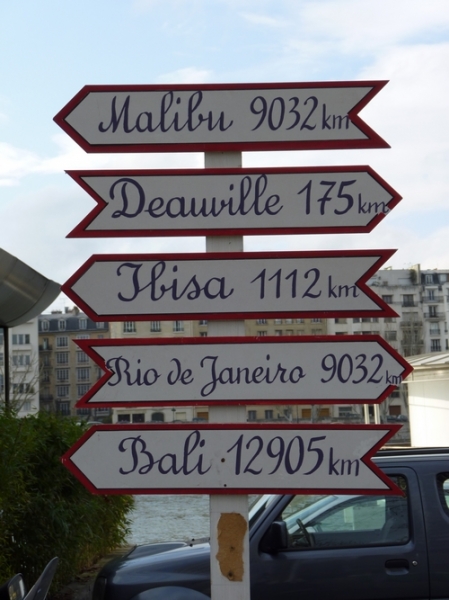 Malibu 9032 km
Deauville 175 km
Ibisa 1112 km
Rio de Janeiro 9032 km
Bali 12905 km